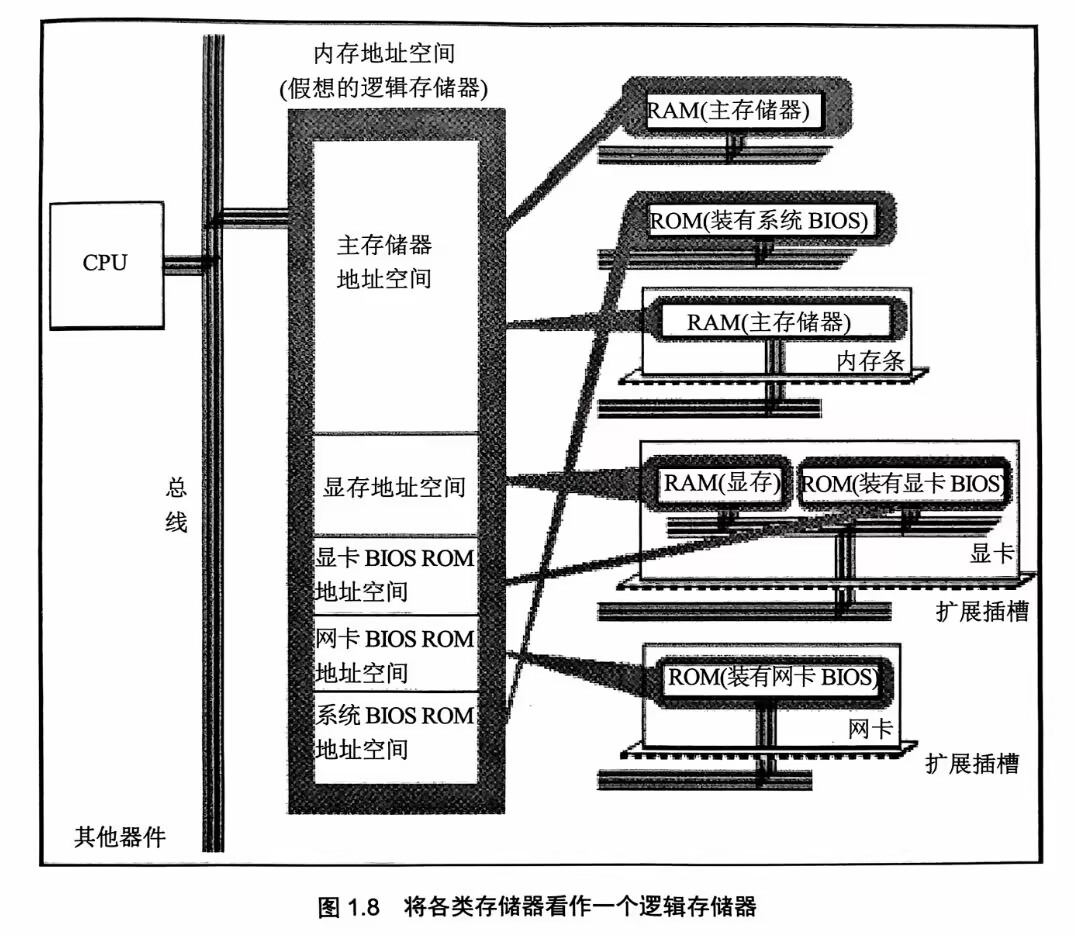 内存地址空间
(假想的逻辑存储器)
RAM(主存储器)
ROM(装有系统 BIOS)
CPU
主存储器
地址空间
RAM(主存储器)
内存条
总
线
显存地址空间
RAM(显存)
ROM(装有显卡 BIOS)
显卡
扩展插槽
显卡 BIOS ROM
地址空间
网卡 BIOS ROM
地址空间
ROM(装有网卡 BIOS)
网卡
扩展插槽
系统 BIOS ROM
地址空间
其他器件
图 1.8 将各类存储器看作一个逻辑存储器